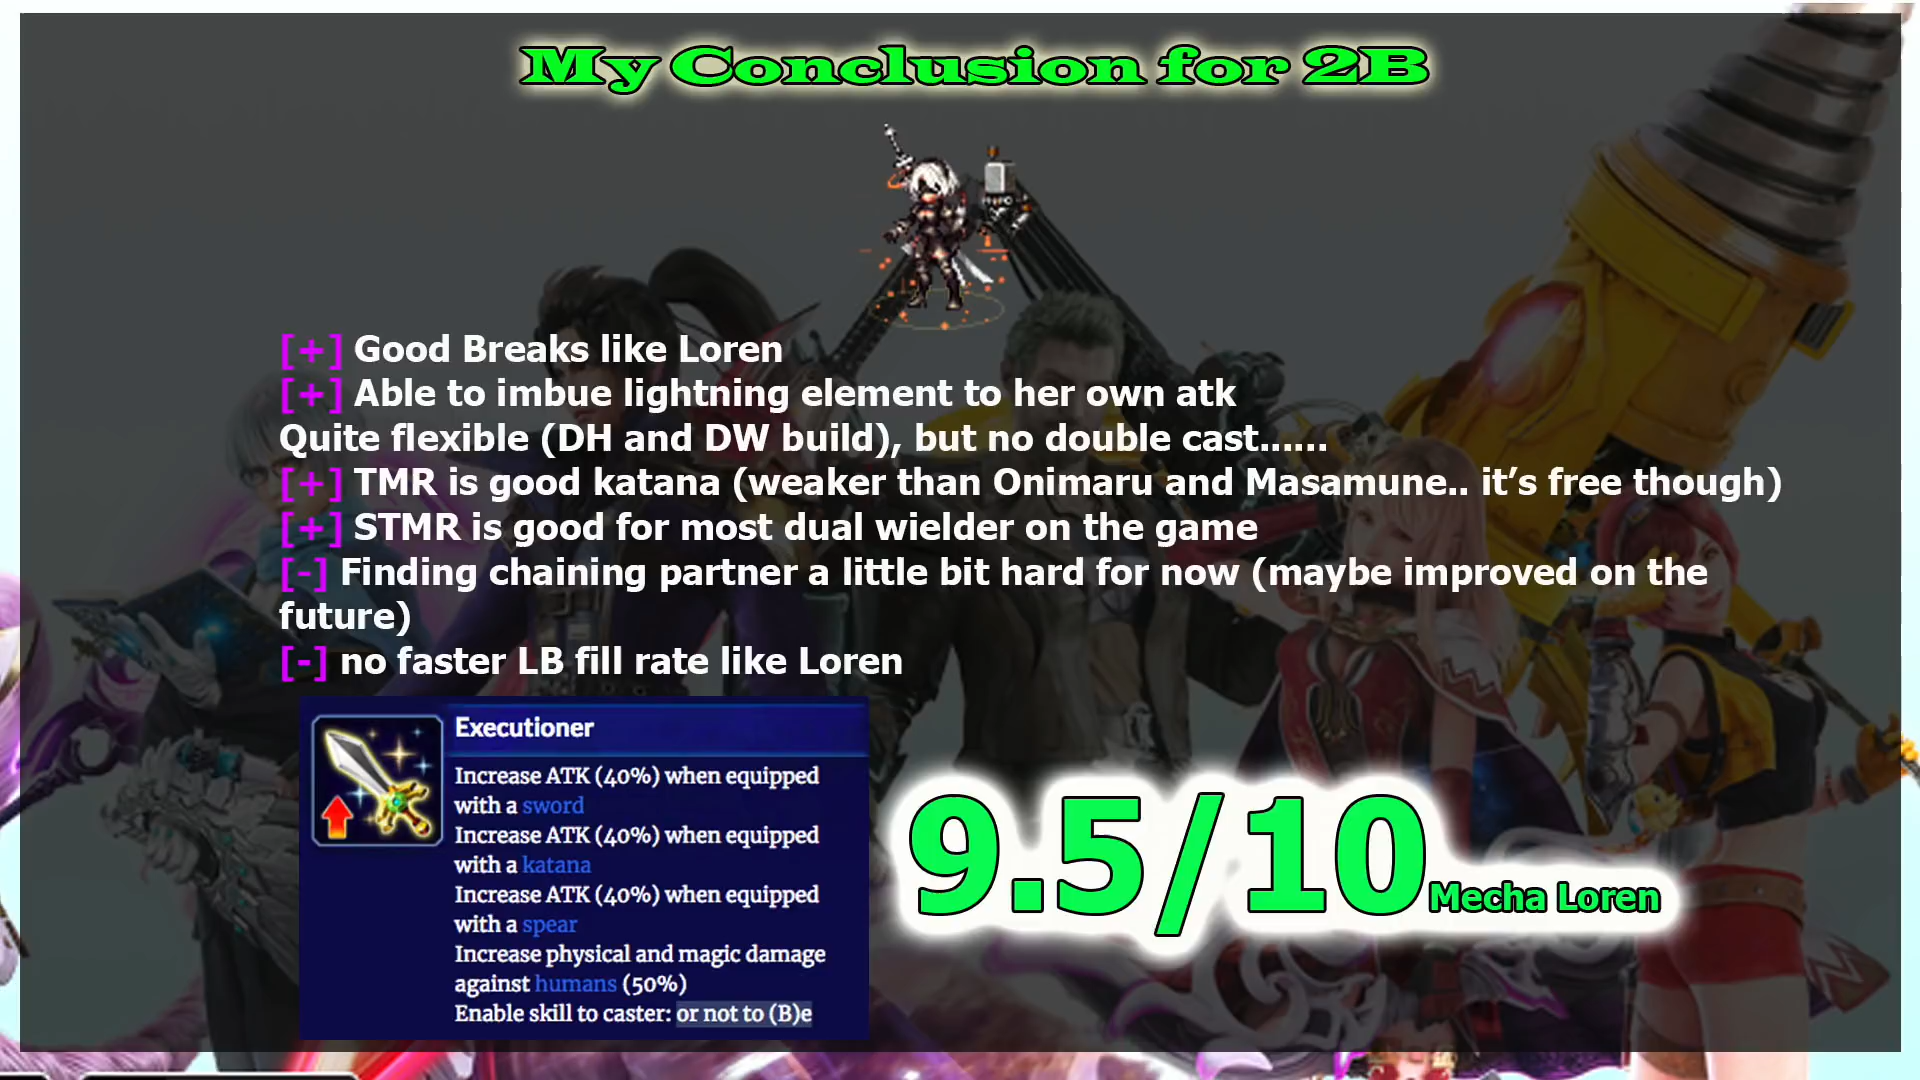 My Conclusion for 2B
[+] Good Breaks like Loren
[+] Able to imbue lightning element to her own atk
Quite flexible (DH and DW build), but no double cast......
[+] TMR is good katana (weaker than Onimaru and Masamune.. it’s free though)
[+] STMR is good for most dual wielder on the game
[-] Finding chaining partner a little bit hard for now (maybe improved on the
future)
[-] no faster LB fill rate like Loren
Executioner
Increase ATK (40%) when equipped
with a sword
Increase ATK (40%) when equipped
with a katana
Increase ATK (40%) when equipped
with a spear
Increase physical and magic damage
against humans (50%)
Enable skill to caster: or not to (B)e
9.5/10 Mecha Loren